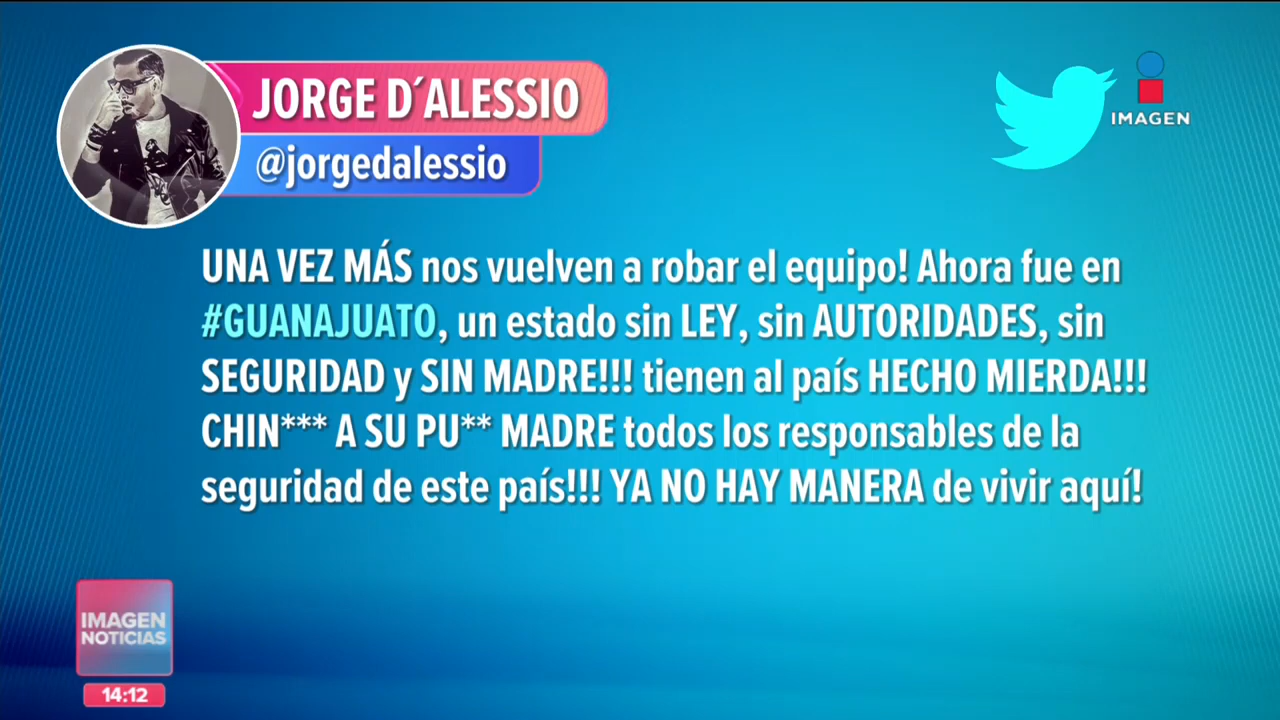 JORGE D´ALESSIO
@jorgedalessio
IMAGEN
UNA VEZ MÁS nos vuelven a robar el equipo! Ahora fue en
#GUANAJUATO, un estado sin LEY, sin AUTORIDADES, sin
SEGURIDAD y SIN MADRE!!! tienen al país HECHO MIERDA!!!
CHIN*** A SU PU** MADRE todos los responsables de la
seguridad de este país!!! YA NO HAY MANERA de vivir aquí!
IMAGEN
NOTICIAS
14:12